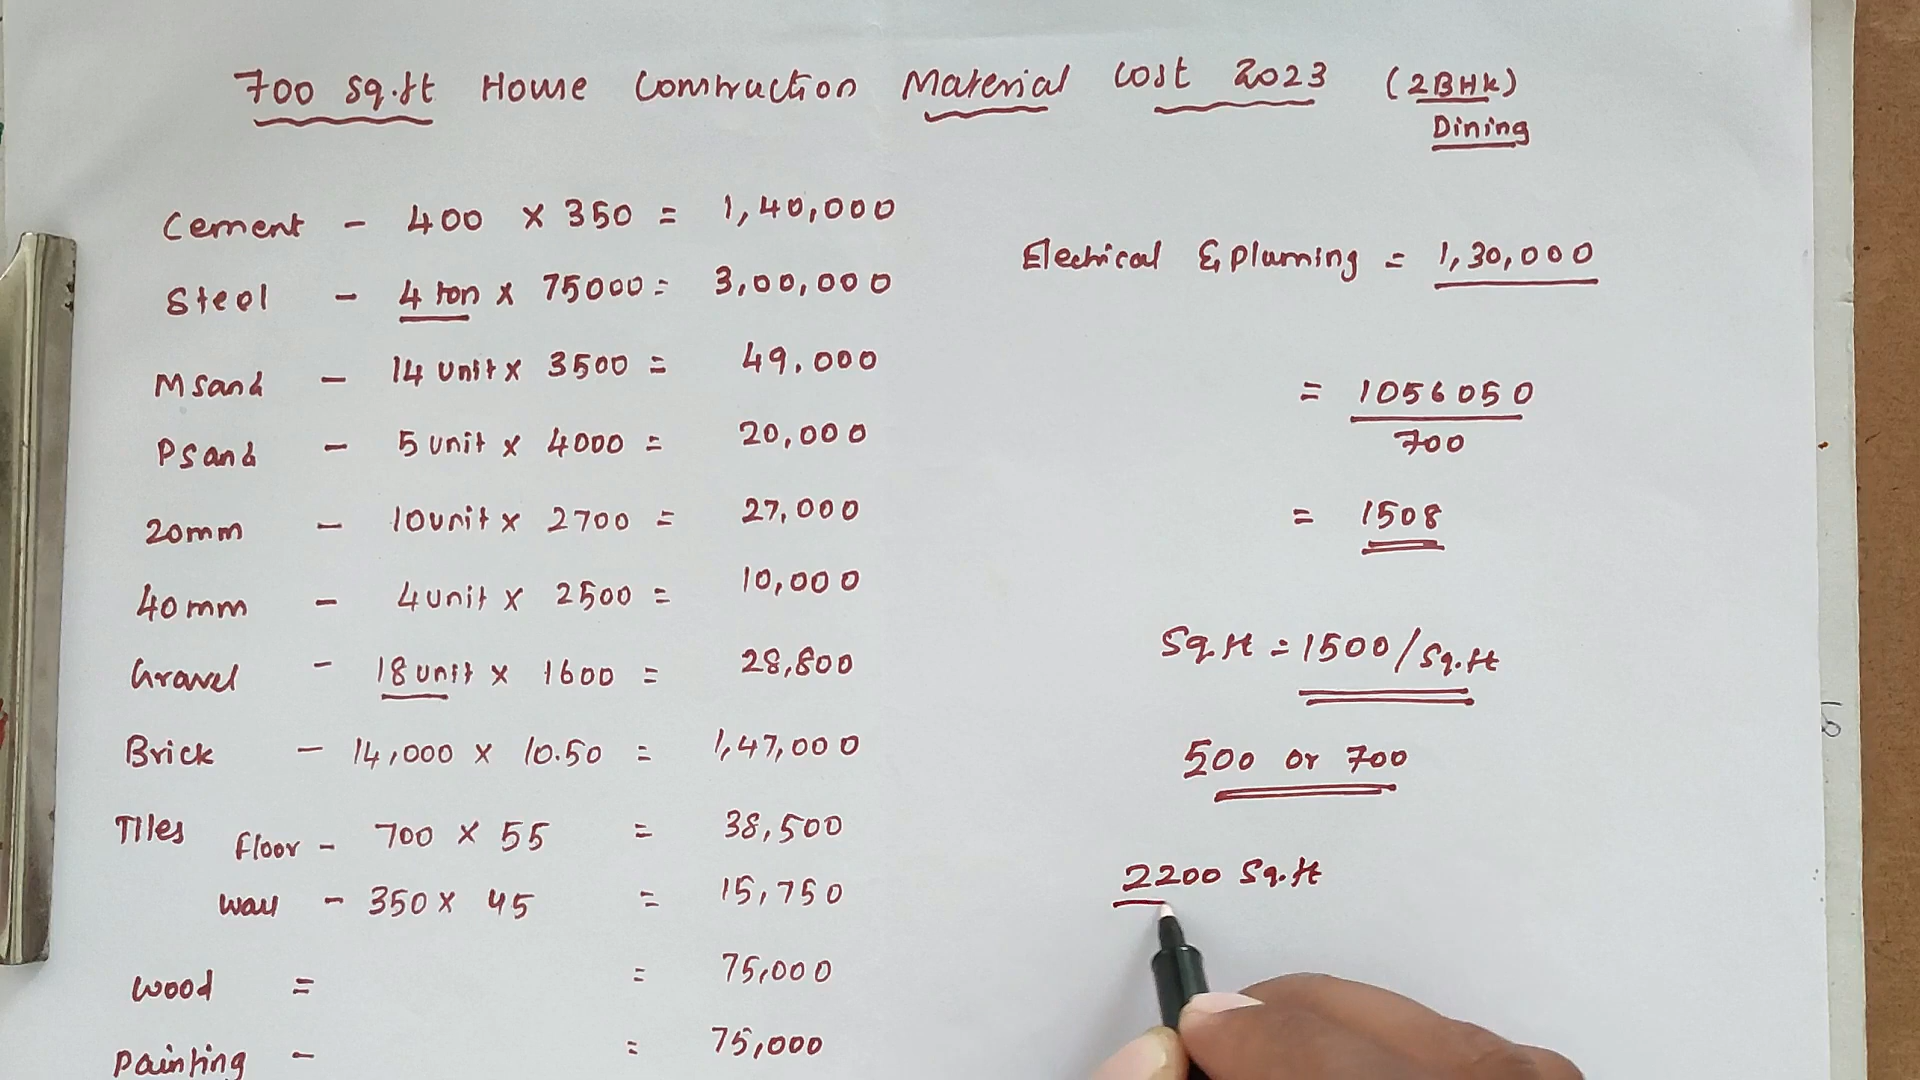 700 Sq.ft House Construction Material Cost 2023 (2BHK)
Dining
Cement - 400 x 350 = 1,40,000
Steel - 4 ton x 75000 = 3,00,000
M Sand - 14 unit x 3500 = 49,000
P Sand - 5 unit x 4000 = 20,000
20mm - 10 unit x 2700 = 27,000
40mm - 4 unit x 2500 = 10,000
Gravel - 18 unit x 1600 = 28,800
Brick - 14,000 x 10.50 = 1,47,000
Tiles Floor - 700 x 55 = 38,500
Wall - 350 x 45 = 15,750
Wood = = 75,000
Painting - = 75,000
Electrical & Pluming = 1,30,000
= 1056050
700
= 1508
Sq.ft = 1500/Sq.ft
500 or 700
2200 Sq.ft
5